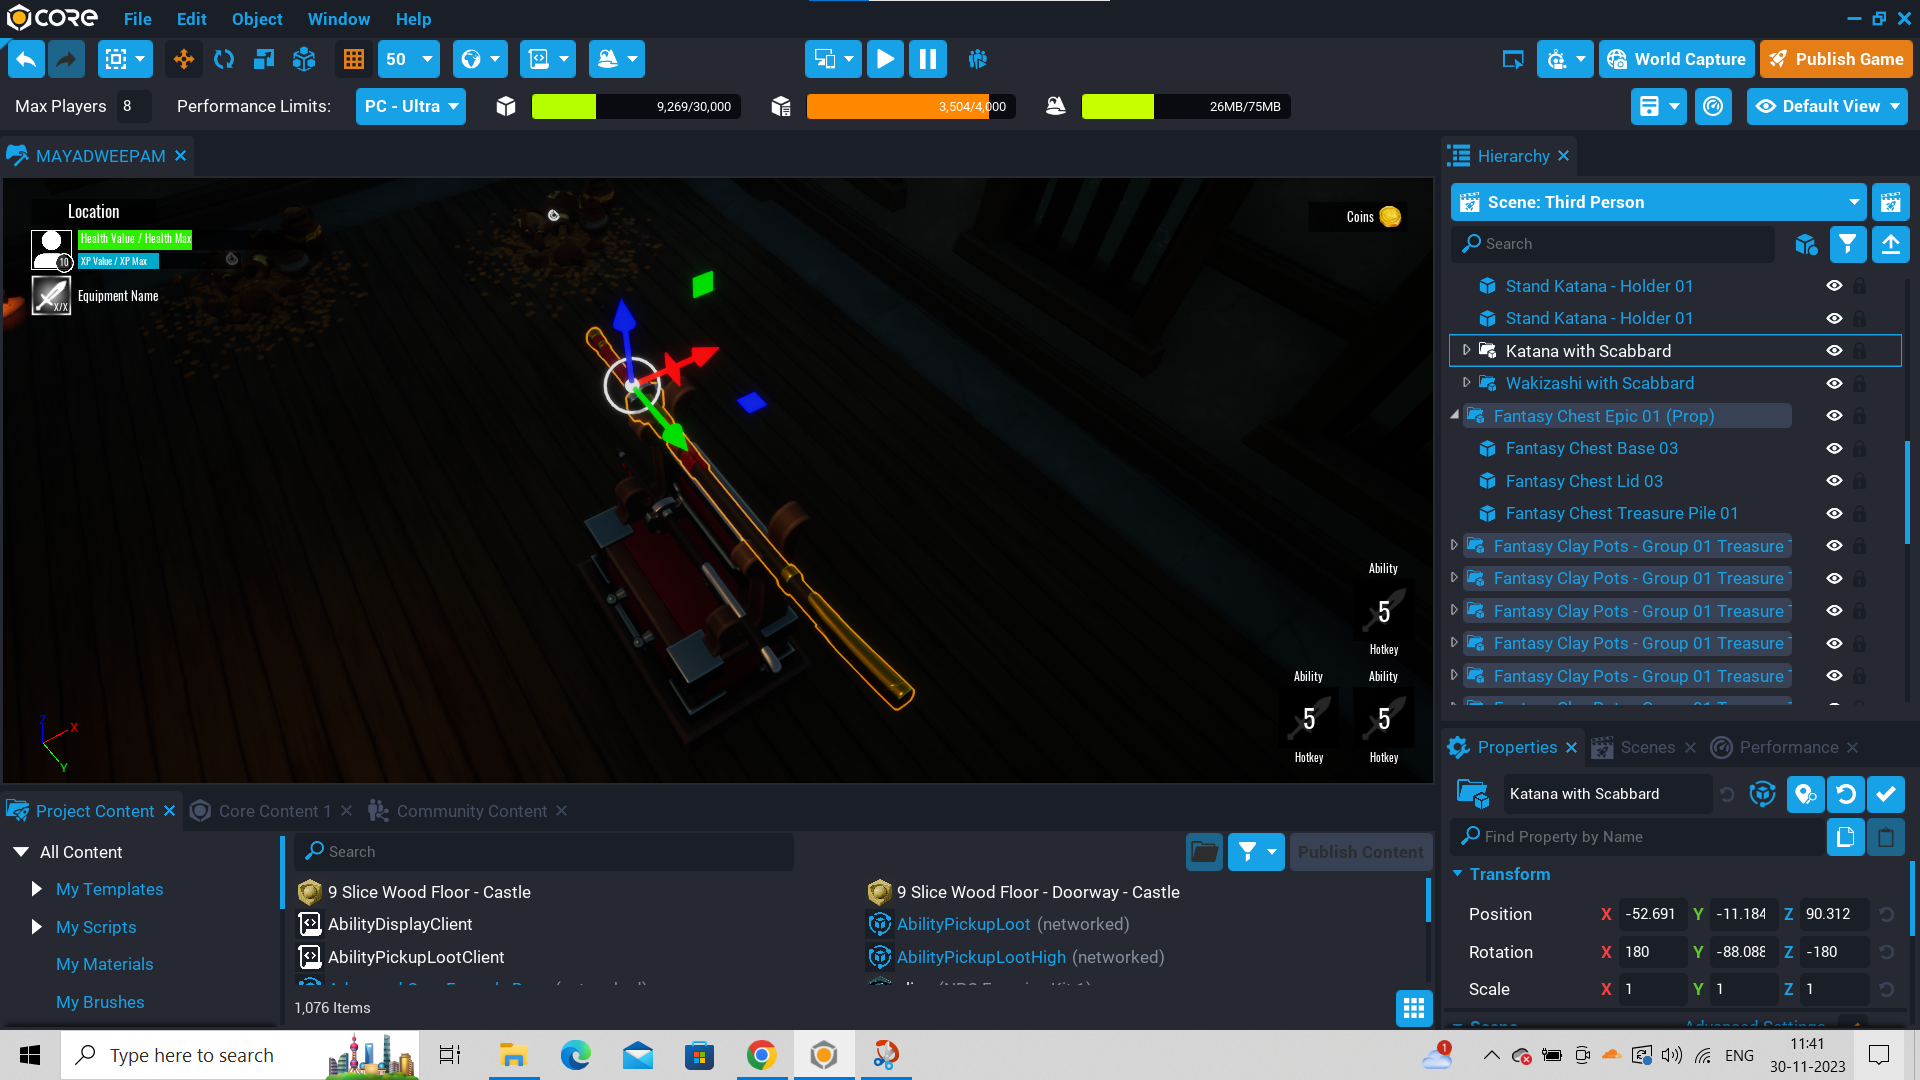 CORE
File Edit Object Window Help
50
World Capture
Publish Game
Max Players 8 Performance Limits: PC - Ultra 9,269/30,000 3,504/4,000 26MB/75MB
Default View
MAYADWEEPAM
Location
Health Value / Health Max
XP Value / XP Max
10
X/X
Equipment Name
Coins
Ability
5
Hotkey
Ability Ability
5 5
Hotkey Hotkey
Z
X
Y
Hierarchy
Scene: Third Person
Search
Stand Katana - Holder 01
Stand Katana - Holder 01
Katana with Scabbard
Wakizashi with Scabbard
Fantasy Chest Epic 01 (Prop)
Fantasy Chest Base 03
Fantasy Chest Lid 03
Fantasy Chest Treasure Pile 01
Fantasy Clay Pots - Group 01 Treasure
Fantasy Clay Pots - Group 01 Treasure
Fantasy Clay Pots - Group 01 Treasure
Fantasy Clay Pots - Group 01 Treasure
Fantasy Clay Pots - Group 01 Treasure
Properties Scenes Performance
Katana with Scabbard
Find Property by Name
Transform
Position X -52.691 Y -11.184 Z 90.312
Rotation X 180 Y -88.088 Z -180
Scale X 1 Y 1 Z 1
Project Content Core Content 1 Community Content
All Content
My Templates
My Scripts
My Materials
My Brushes
Search
Publish Content
9 Slice Wood Floor - Castle
9 Slice Wood Floor - Doorway - Castle
AbilityDisplayClient
AbilityPickupLoot (networked)
AbilityPickupLootClient
AbilityPickupLootHigh (networked)
1,076 Items
Type here to search
1
ENG
11:41
30-11-2023